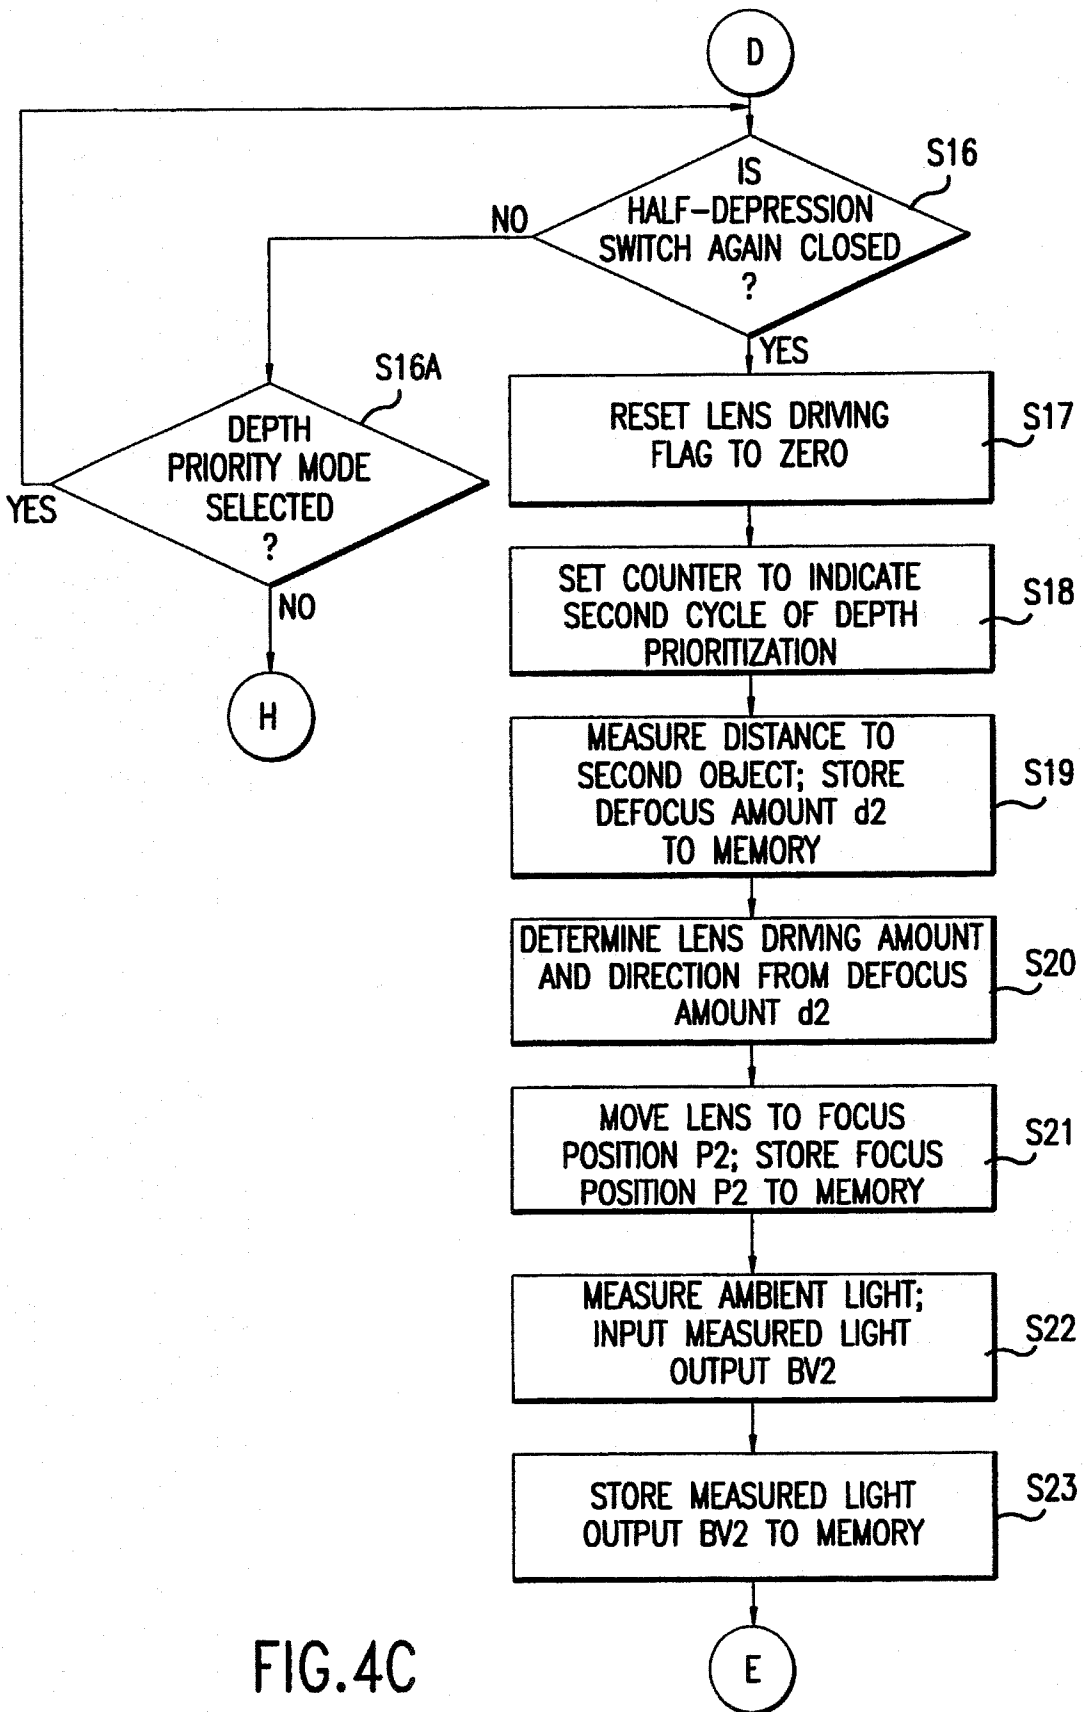 D
IS
HALF-DEPRESSION
SWITCH AGAIN CLOSED
?
S16
NO
YES
S16A
DEPTH
PRIORITY MODE
SELECTED
?
YES
NO
H
RESET LENS DRIVING
FLAG TO ZERO
S17
SET COUNTER TO INDICATE
SECOND CYCLE OF DEPTH
PRIORITIZATION
S18
MEASURE DISTANCE TO
SECOND OBJECT; STORE
DEFOCUS AMOUNT d2
TO MEMORY
S19
DETERMINE LENS DRIVING AMOUNT
AND DIRECTION FROM DEFOCUS
AMOUNT d2
S20
MOVE LENS TO FOCUS
POSITION P2; STORE FOCUS
POSITION P2 TO MEMORY
S21
MEASURE AMBIENT LIGHT;
INPUT MEASURED LIGHT
OUTPUT BV2
S22
STORE MEASURED LIGHT
OUTPUT BV2 TO MEMORY
S23
E
FIG.4C